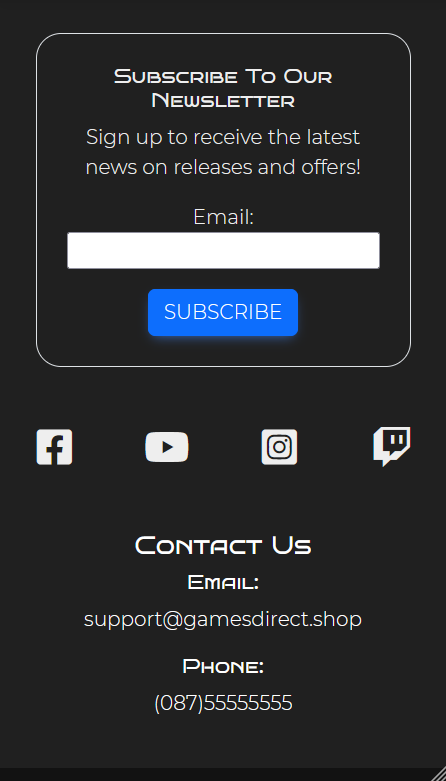 Subscribe To Our
Newsletter
Sign up to receive the latest
news on releases and offers!
Email:
SUBSCRIBE
Contact Us
Email:
support@gamesdirect.shop
Phone:
(087)55555555